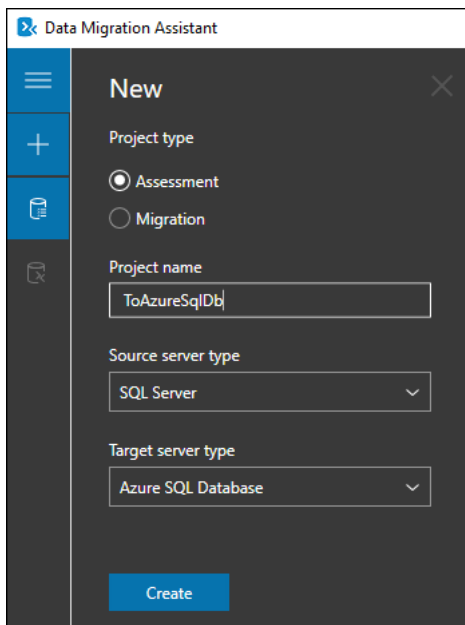 Data Migration Assistant
New
Project type
Assessment
Migration
Project name
ToAzureSqlDb
Source server type
SQL Server
Target server type
Azure SQL Database
Create